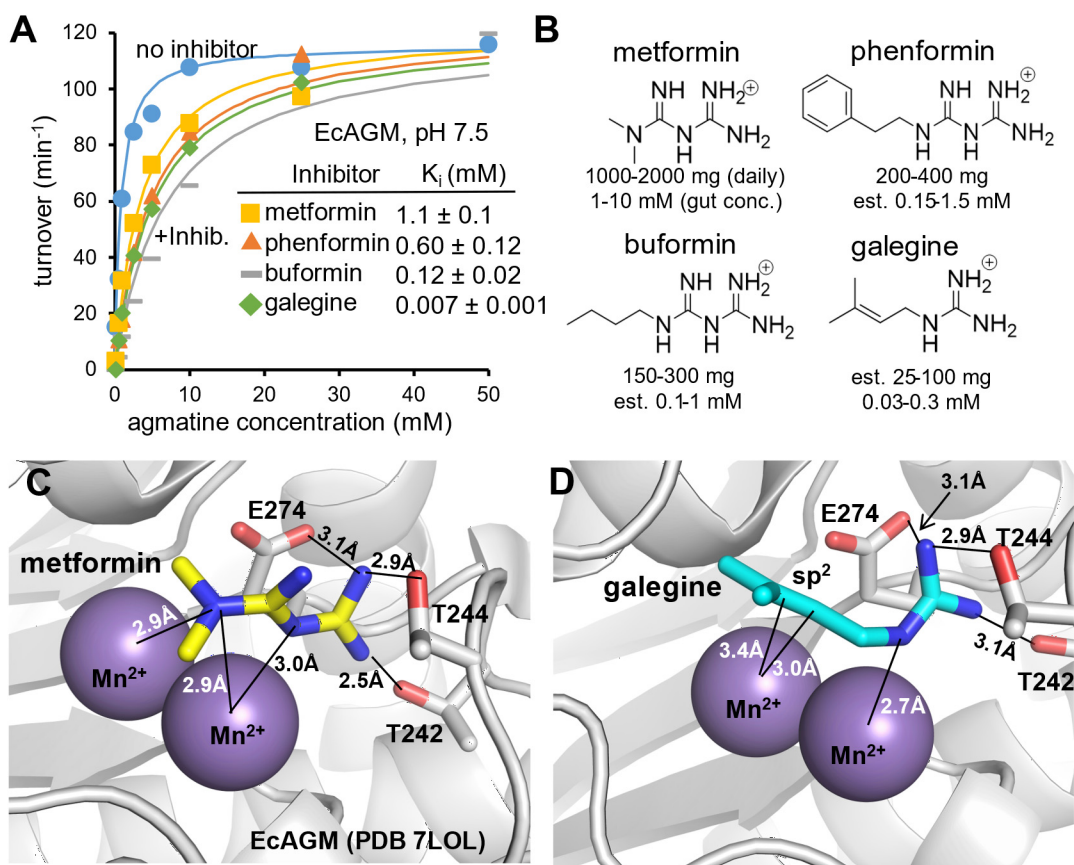 A
no inhibitor
120
100
80
60
40
20
0
turnover (min⁻¹)
EcAGM, pH 7.5
Inhibitor Kᵢ (mM)
metformin 1.1 ± 0.1
+Inhib.
phenformin 0.60 ± 0.12
buformin 0.12 ± 0.02
galegine 0.007 ± 0.001
0 10 20 30 40 50
agmatine concentration (mM)
B
metformin
NH NH₂⊕
N N NH₂
H
1000-2000 mg (daily)
1-10 mM (gut conc.)
phenformin
NH NH₂⊕
N N NH₂
H H
200-400 mg
est. 0.15-1.5 mM
buformin
NH NH₂⊕
N N NH₂
H H
150-300 mg
est. 0.1-1 mM
galegine
NH₂⊕
N NH₂
H
est. 25-100 mg
0.03-0.3 mM
C
E274
3.1Å
2.9Å
metformin
T244
2.9Å
3.0Å
2.5Å
Mn²⁺
2.9Å
Mn²⁺
T242
EcAGM (PDB 7LOL)
D
3.1Å
E274
2.9Å
T244
sp²
galegine
3.1Å
3.4Å
3.0Å
T242
Mn²⁺
2.7Å
Mn²⁺